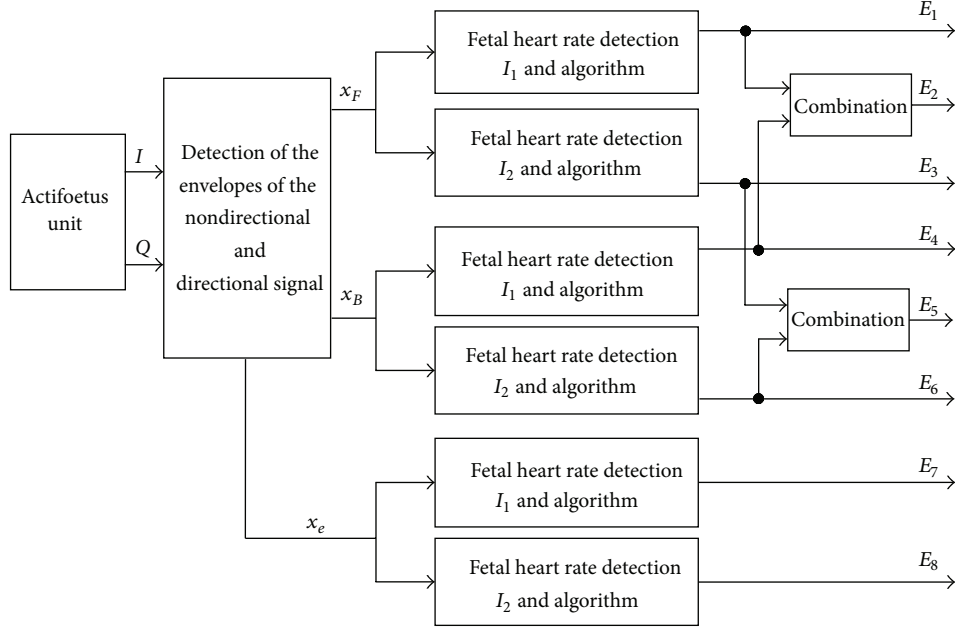 Actifoetus
unit
I
Q
Detection of the
envelopes of the
nondirectional
and
directional signal
x_F
x_B
x_e
Fetal heart rate detection
I_1 and algorithm
Fetal heart rate detection
I_2 and algorithm
Fetal heart rate detection
I_1 and algorithm
Fetal heart rate detection
I_2 and algorithm
Fetal heart rate detection
I_1 and algorithm
Fetal heart rate detection
I_2 and algorithm
Combination
Combination
E_1
E_2
E_3
E_4
E_5
E_6
E_7
E_8